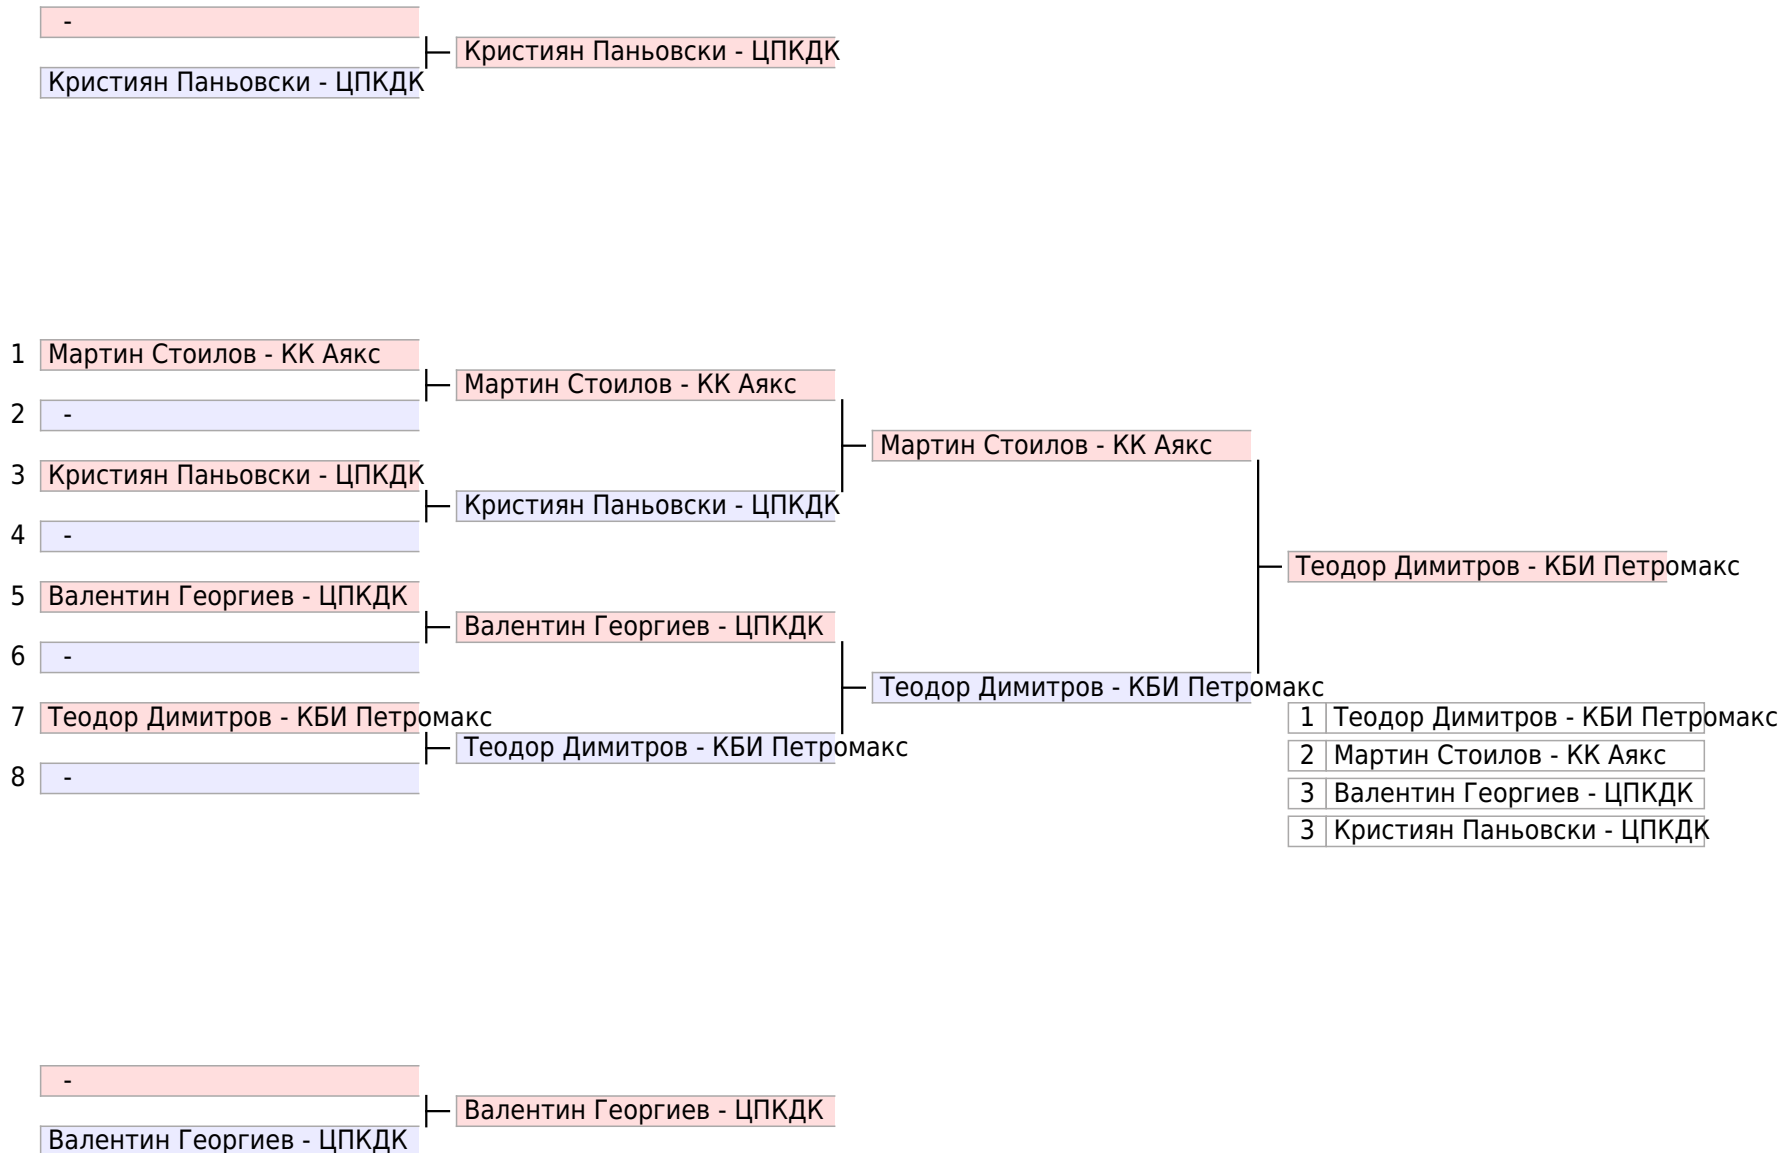 -
Кристиян Паньовски - ЦПКДК
Кристиян Паньовски - ЦПКДК
1 Мартин Стоилов - КК Аякс
Мартин Стоилов - КК Аякс
2 -
Мартин Стоилов - КК Аякс
3 Кристиян Паньовски - ЦПКДК
Кристиян Паньовски - ЦПКДК
4 -
Теодор Димитров - КБИ Петромакс
5 Валентин Георгиев - ЦПКДК
Валентин Георгиев - ЦПКДК
6 -
Теодор Димитров - КБИ Петромакс
7 Теодор Димитров - КБИ Петромакс
1 Теодор Димитров - КБИ Петромакс
Теодор Димитров - КБИ Петромакс
2 Мартин Стоилов - КК Аякс
8 -
3 Валентин Георгиев - ЦПКДК
3 Кристиян Паньовски - ЦПКДК
-
Валентин Георгиев - ЦПКДК
Валентин Георгиев - ЦПКДК